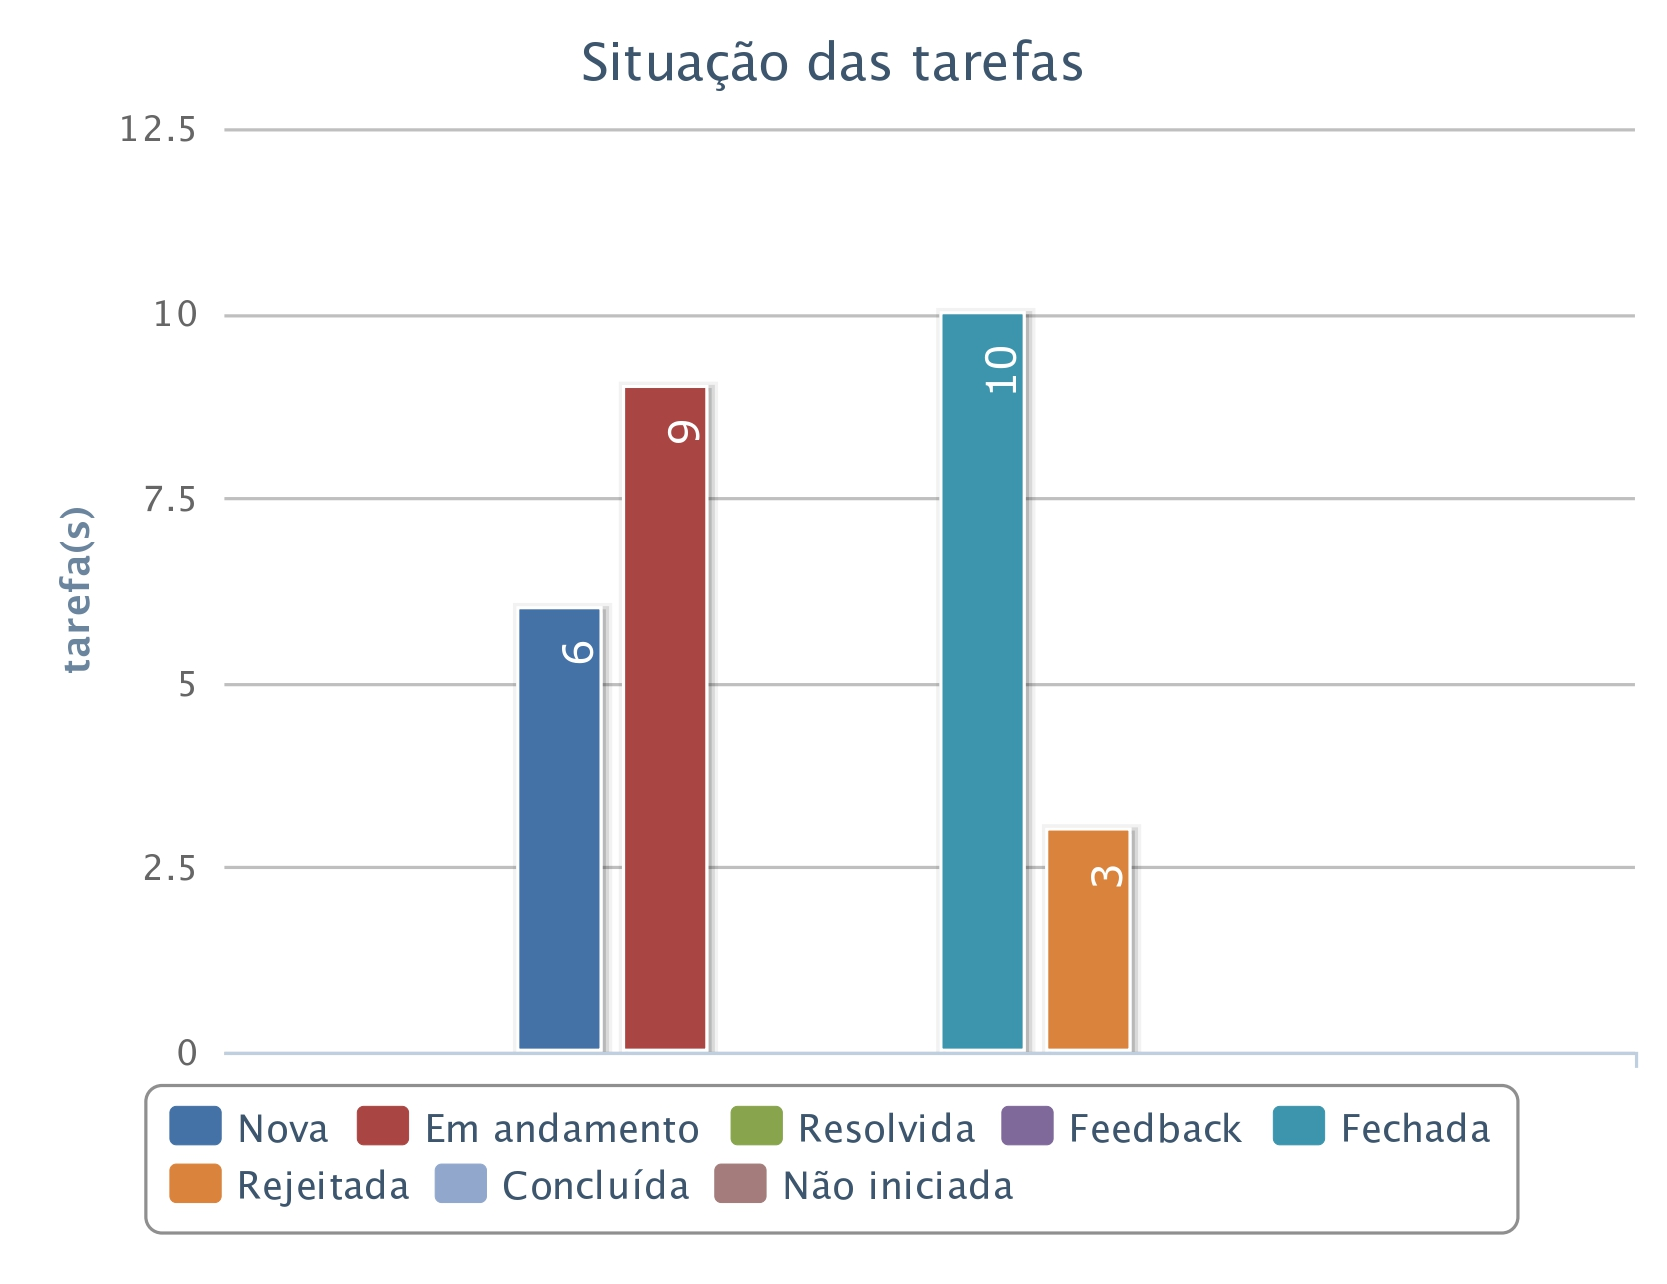 Situação das tarefas
12.5
10
7.5
5
2.5
0
tarefa(s)
6
9
10
3
Nova Em andamento Resolvida Feedback Fechada
Rejeitada Concluída Não iniciada